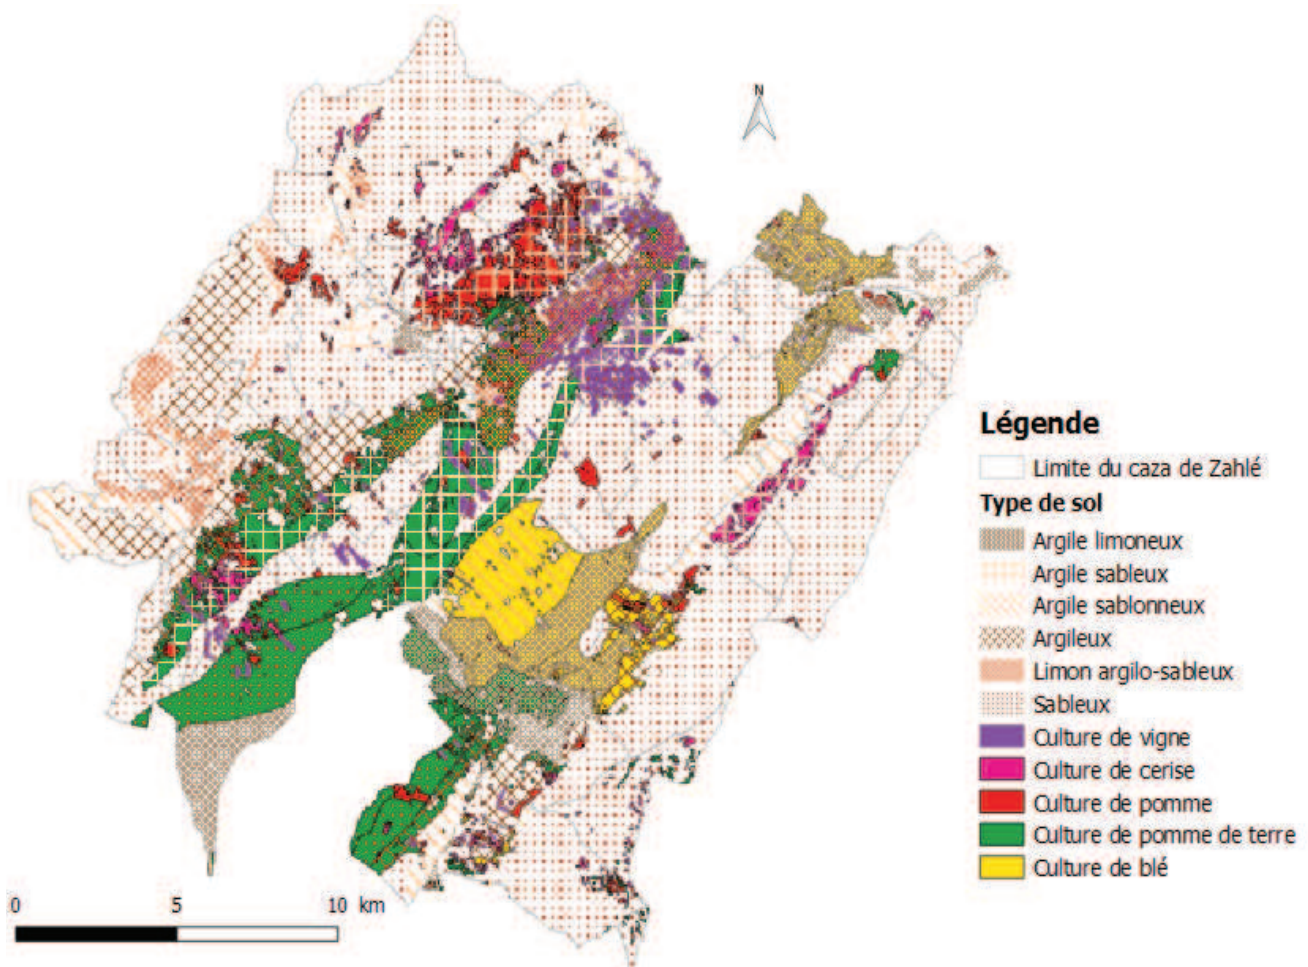 N
Légende
Limite du caza de Zahlé
Type de sol
Argile limoneux
Argile sableux
Argile sablonneux
Argileux
Limon argilo-sableux
Sableux
Culture de vigne
Culture de cerise
Culture de pomme
Culture de pomme de terre
Culture de blé
0 5 10 km